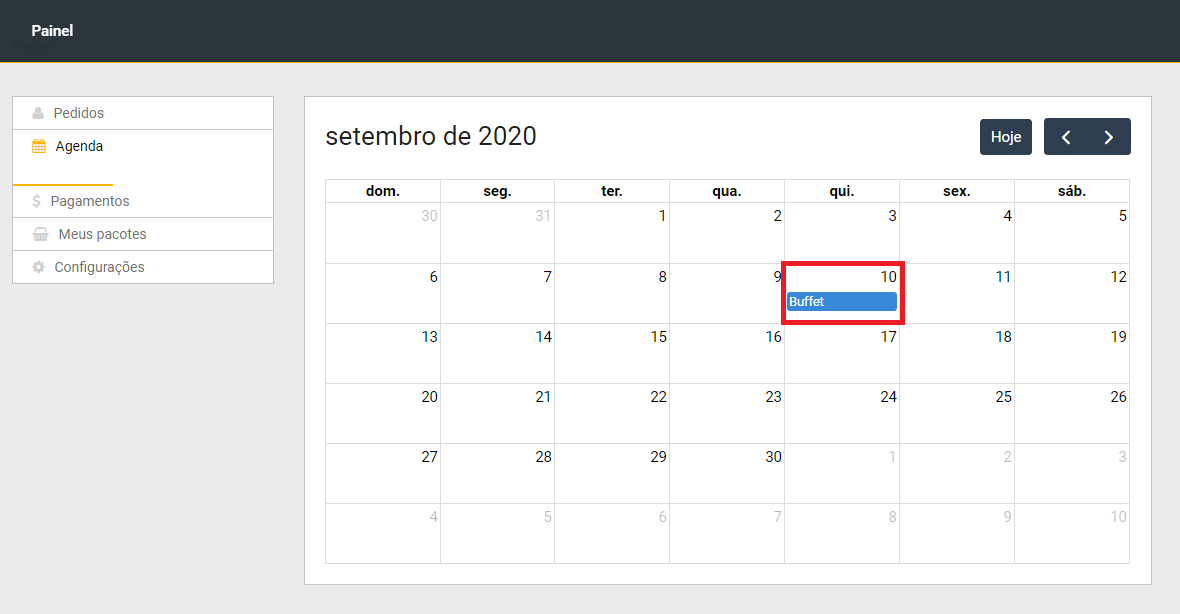 Painel
Pedidos
Agenda
$ Pagamentos
Meus pacotes
Configurações
setembro de 2020
Hoje
dom. seg. ter. qua. qui. sex. sáb.
30 31 1 2 3 4 5
6 7 8 9 10 11 12
Buffet
13 14 15 16 17 18 19
20 21 22 23 24 25 26
27 28 29 30 1 2 3
4 5 6 7 8 9 10